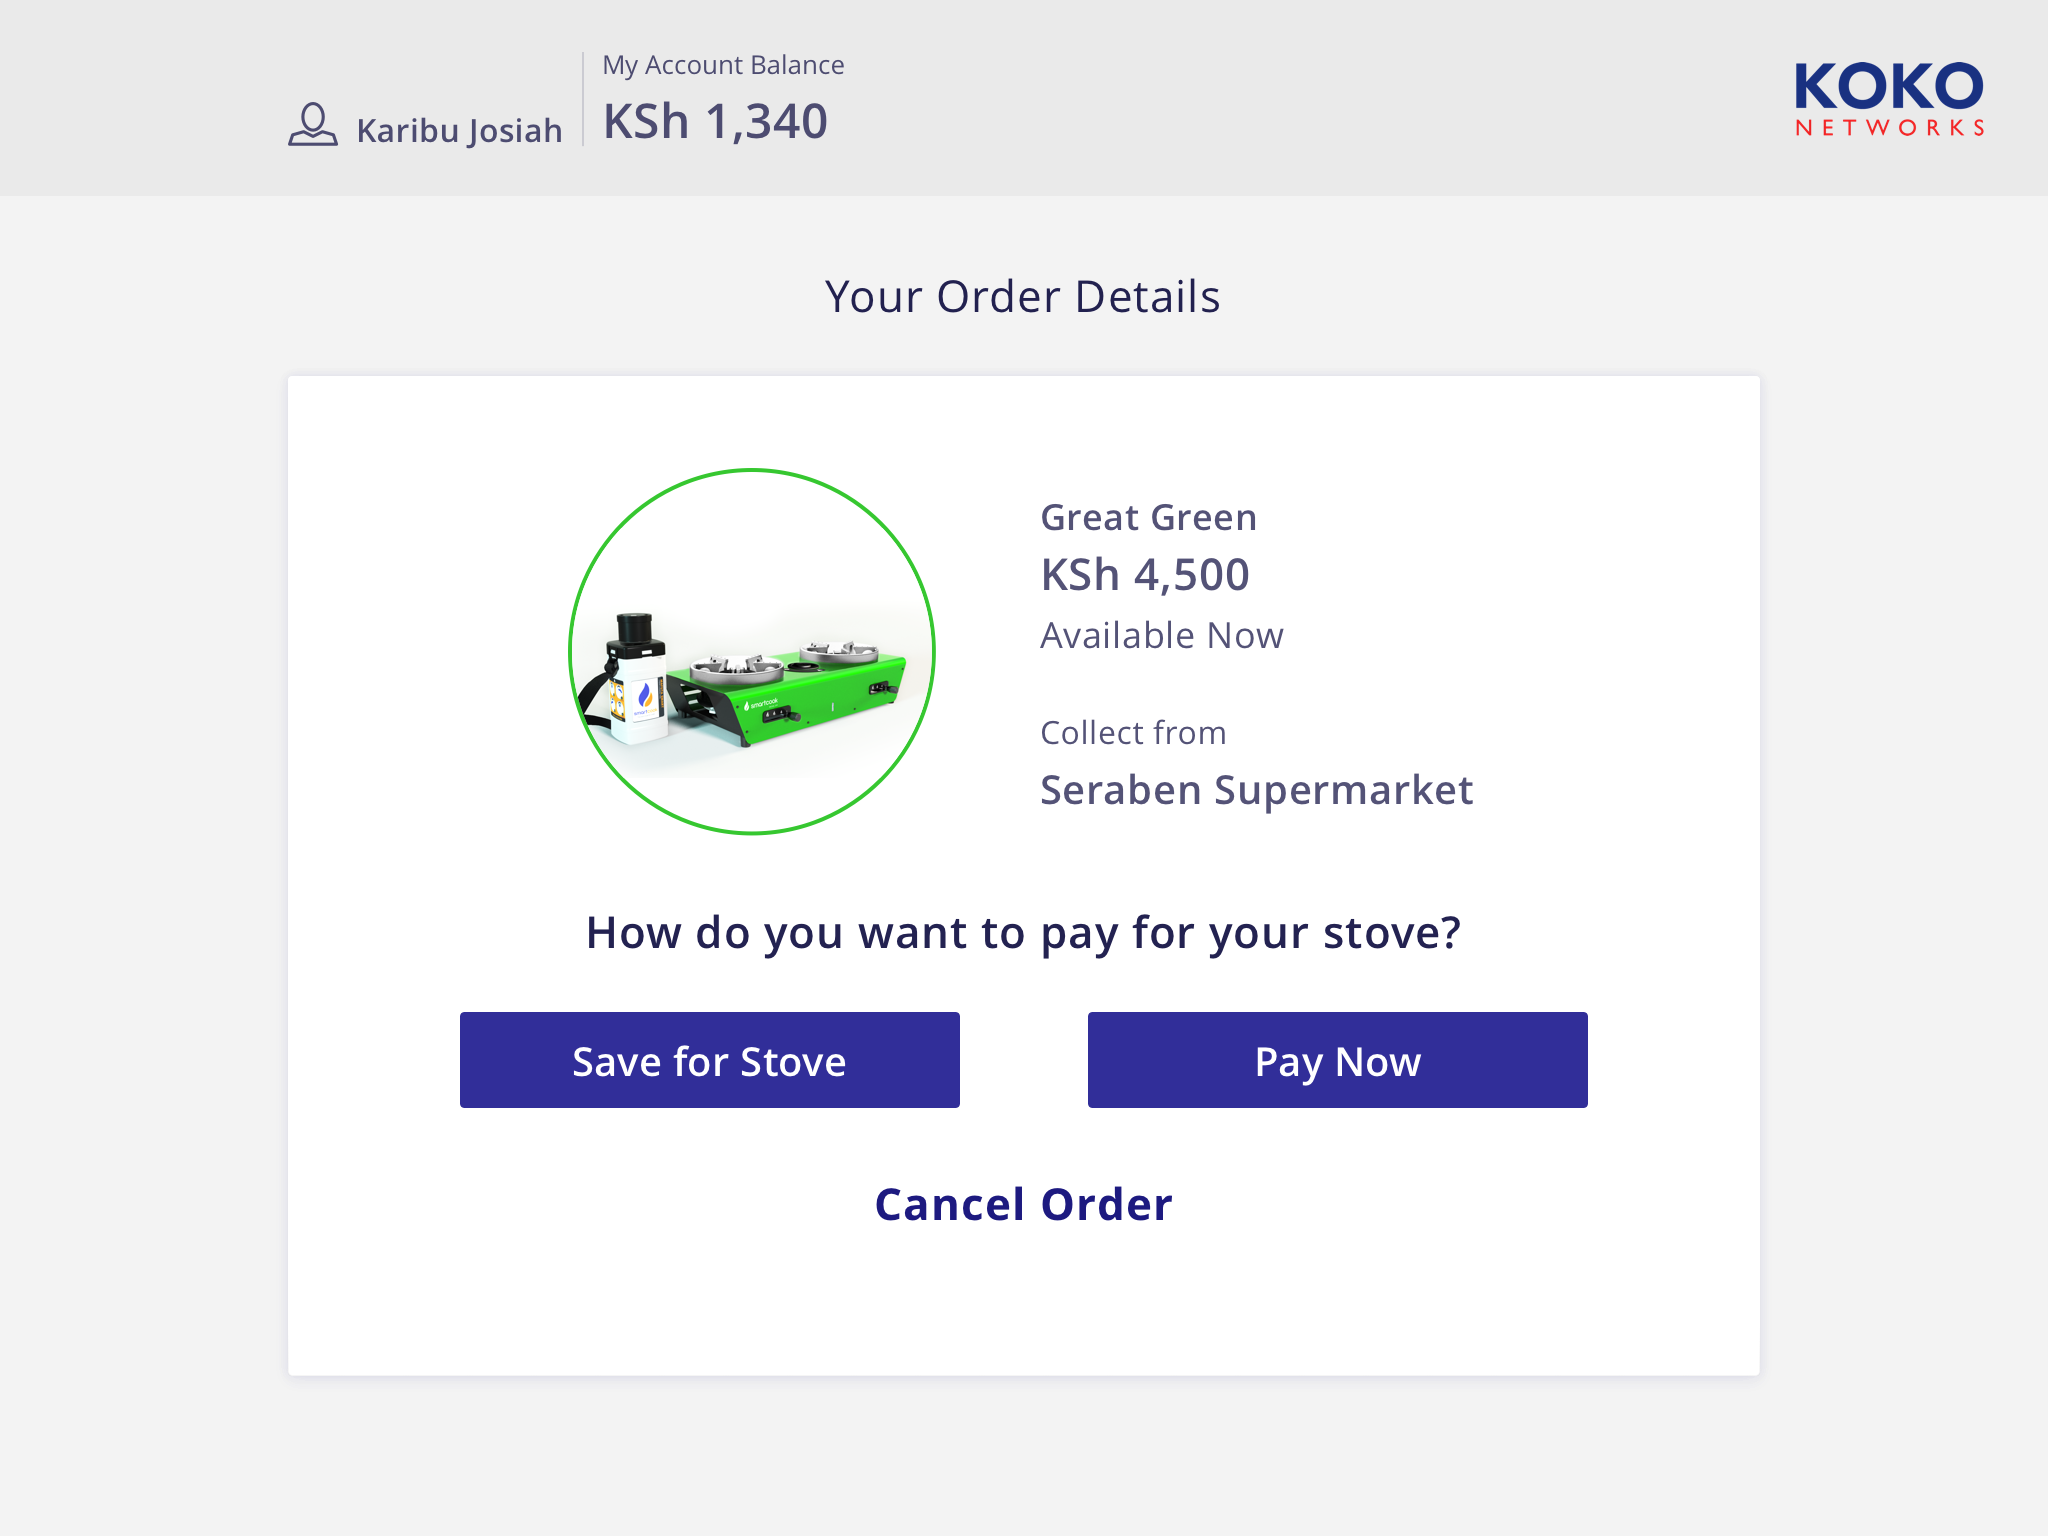 My Account Balance
Karibu Josiah
KSh 1,340
KOKO
NETWORKS
Your Order Details
Great Green
KSh 4,500
Available Now
smartcook
Collect from
Seraben Supermarket
How do you want to pay for your stove?
Save for Stove
Pay Now
Cancel Order